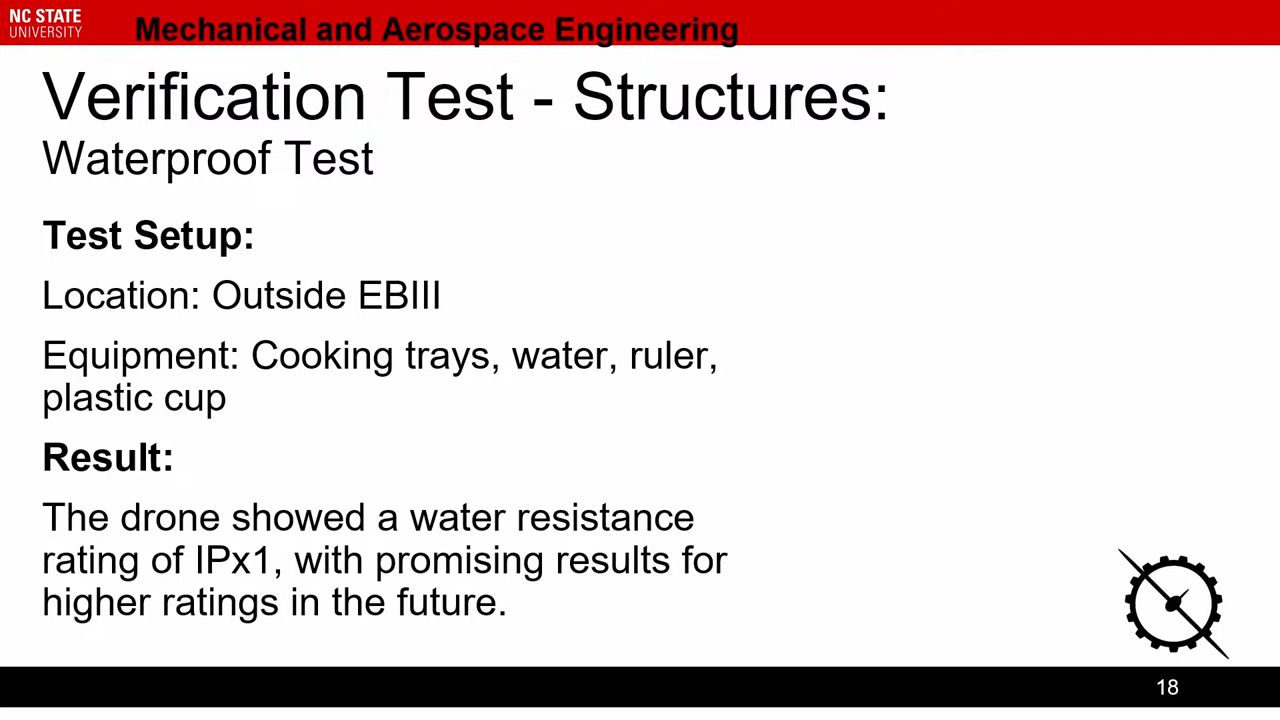 NC STATE
UNIVERSITY
Mechanical and Aerospace Engineering
Verification Test - Structures:
Waterproof Test
Test Setup:
Location: Outside EBIII
Equipment: Cooking trays, water, ruler,
plastic cup
Result:
The drone showed a water resistance
rating of IPx1, with promising results for
higher ratings in the future.
18